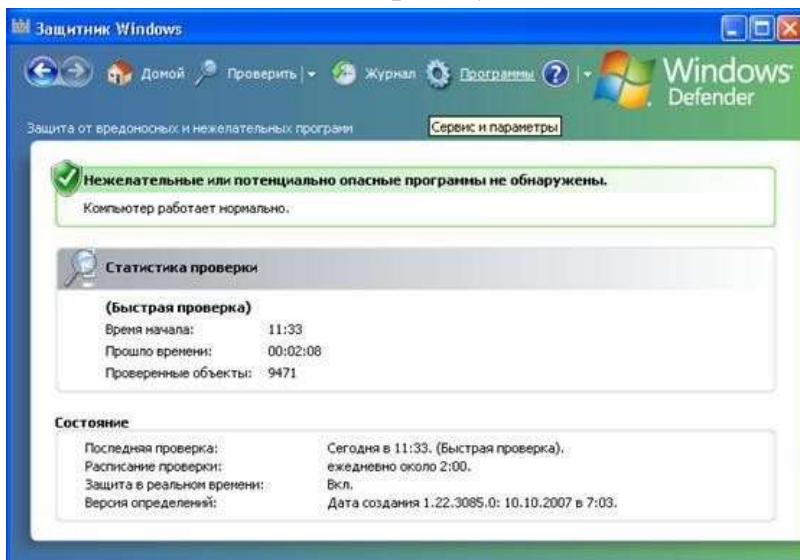 Защитник Windows
Домой Проверить Журнал Программы ? Windows
Defender
Защита от вредоносных и нежелательных программ Сервис и параметры
Нежелательные или потенциально опасные программы не обнаружены.
Компьютер работает нормально.
Статистика проверки
(Быстрая проверка)
Время начала: 11:33
Прошло времени: 00:02:08
Проверенные объекты: 9471
Состояние
Последняя проверка: Сегодня в 11:33. (Быстрая проверка).
Расписание проверки: ежедневно около 2:00.
Защита в реальном времени: Вкл.
Версия определений: Дата создания 1.22.3085.0: 10.10.2007 в 7:03.